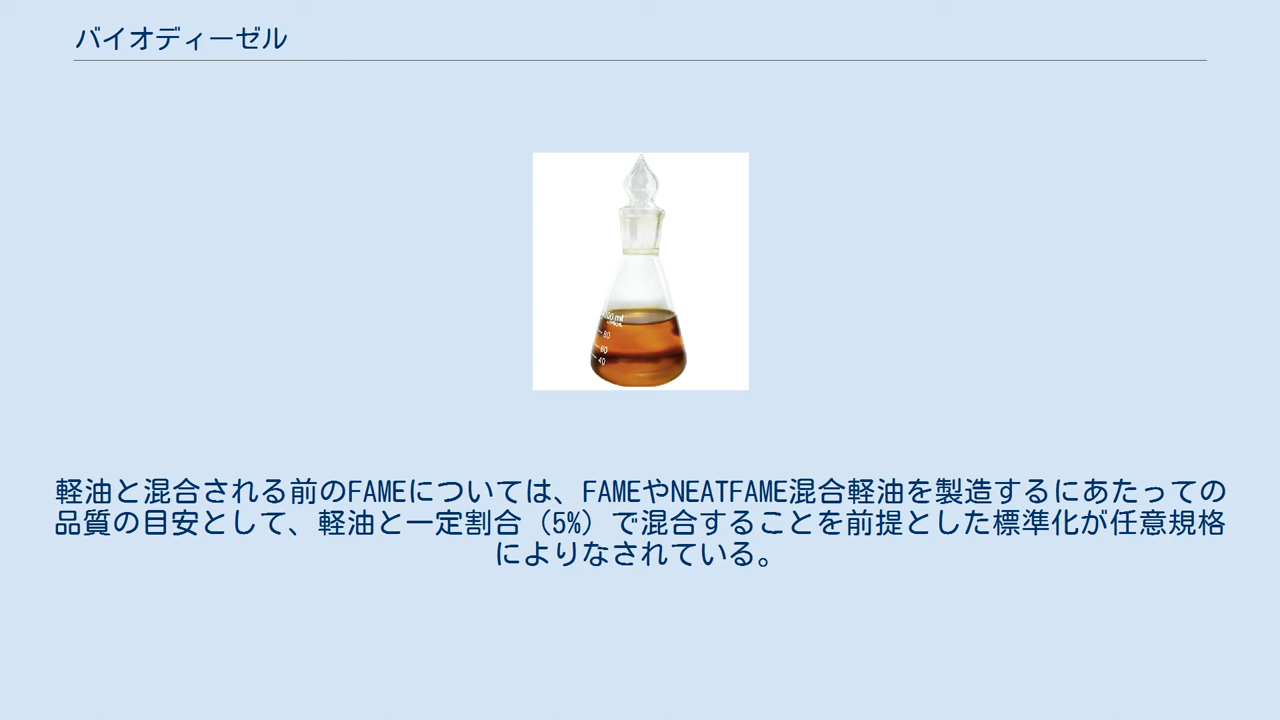 バイオディーゼル
00 ml
80
60
40
軽油と混合される前のFAMEについては、FAMEやNEATFAME混合軽油を製造するにあたっての
品質の目安として、軽油と一定割合（5%）で混合することを前提とした標準化が任意規格
によりなされている。